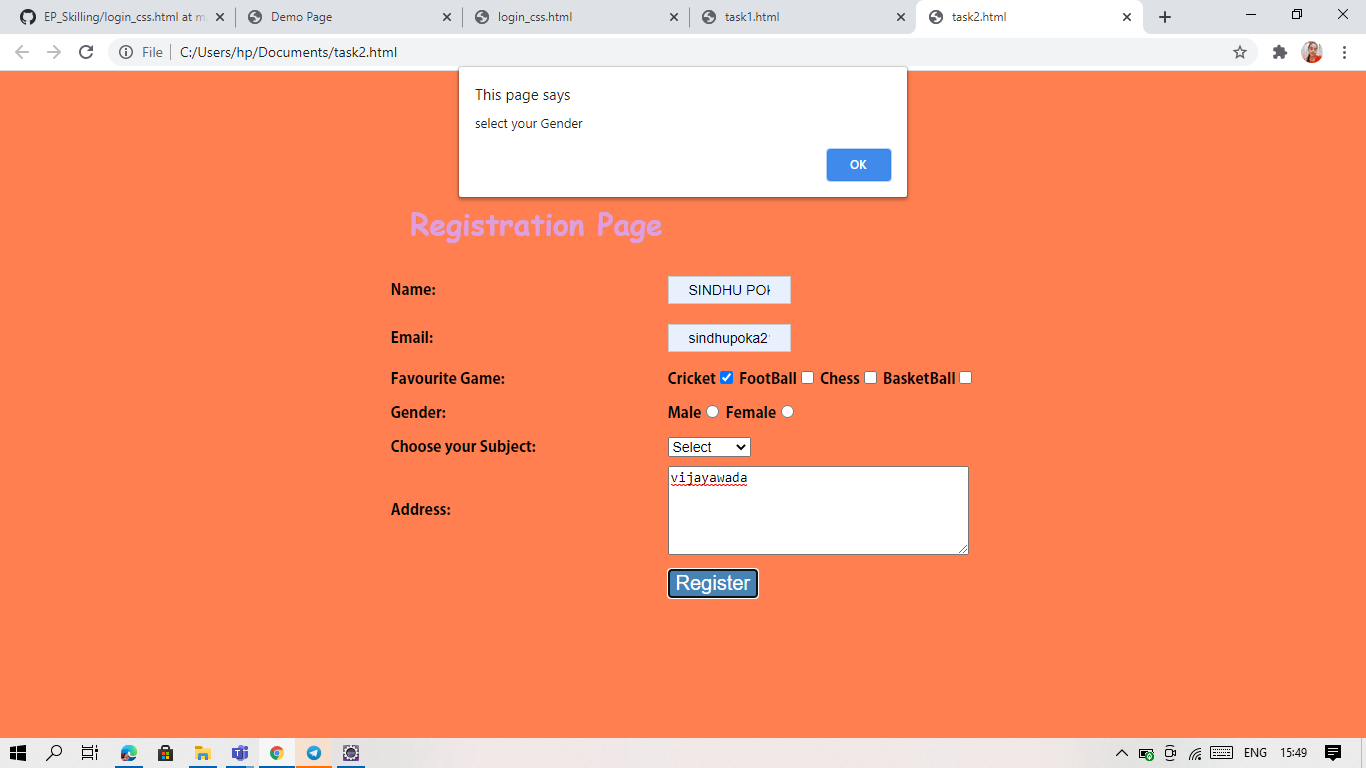 EP_Skilling/login_css.html at m
Demo Page
login_css.html
task1.html
task2.html
File
C:/Users/hp/Documents/task2.html
This page says
select your Gender
OK
Registration Page
Name: SINDHU
Email: sindhupoka2
Favourite Game: Cricket FootBall Chess BasketBall
Gender: Male Female
Choose your Subject: Select
vijayawada
Address:
Register
ENG 15:49